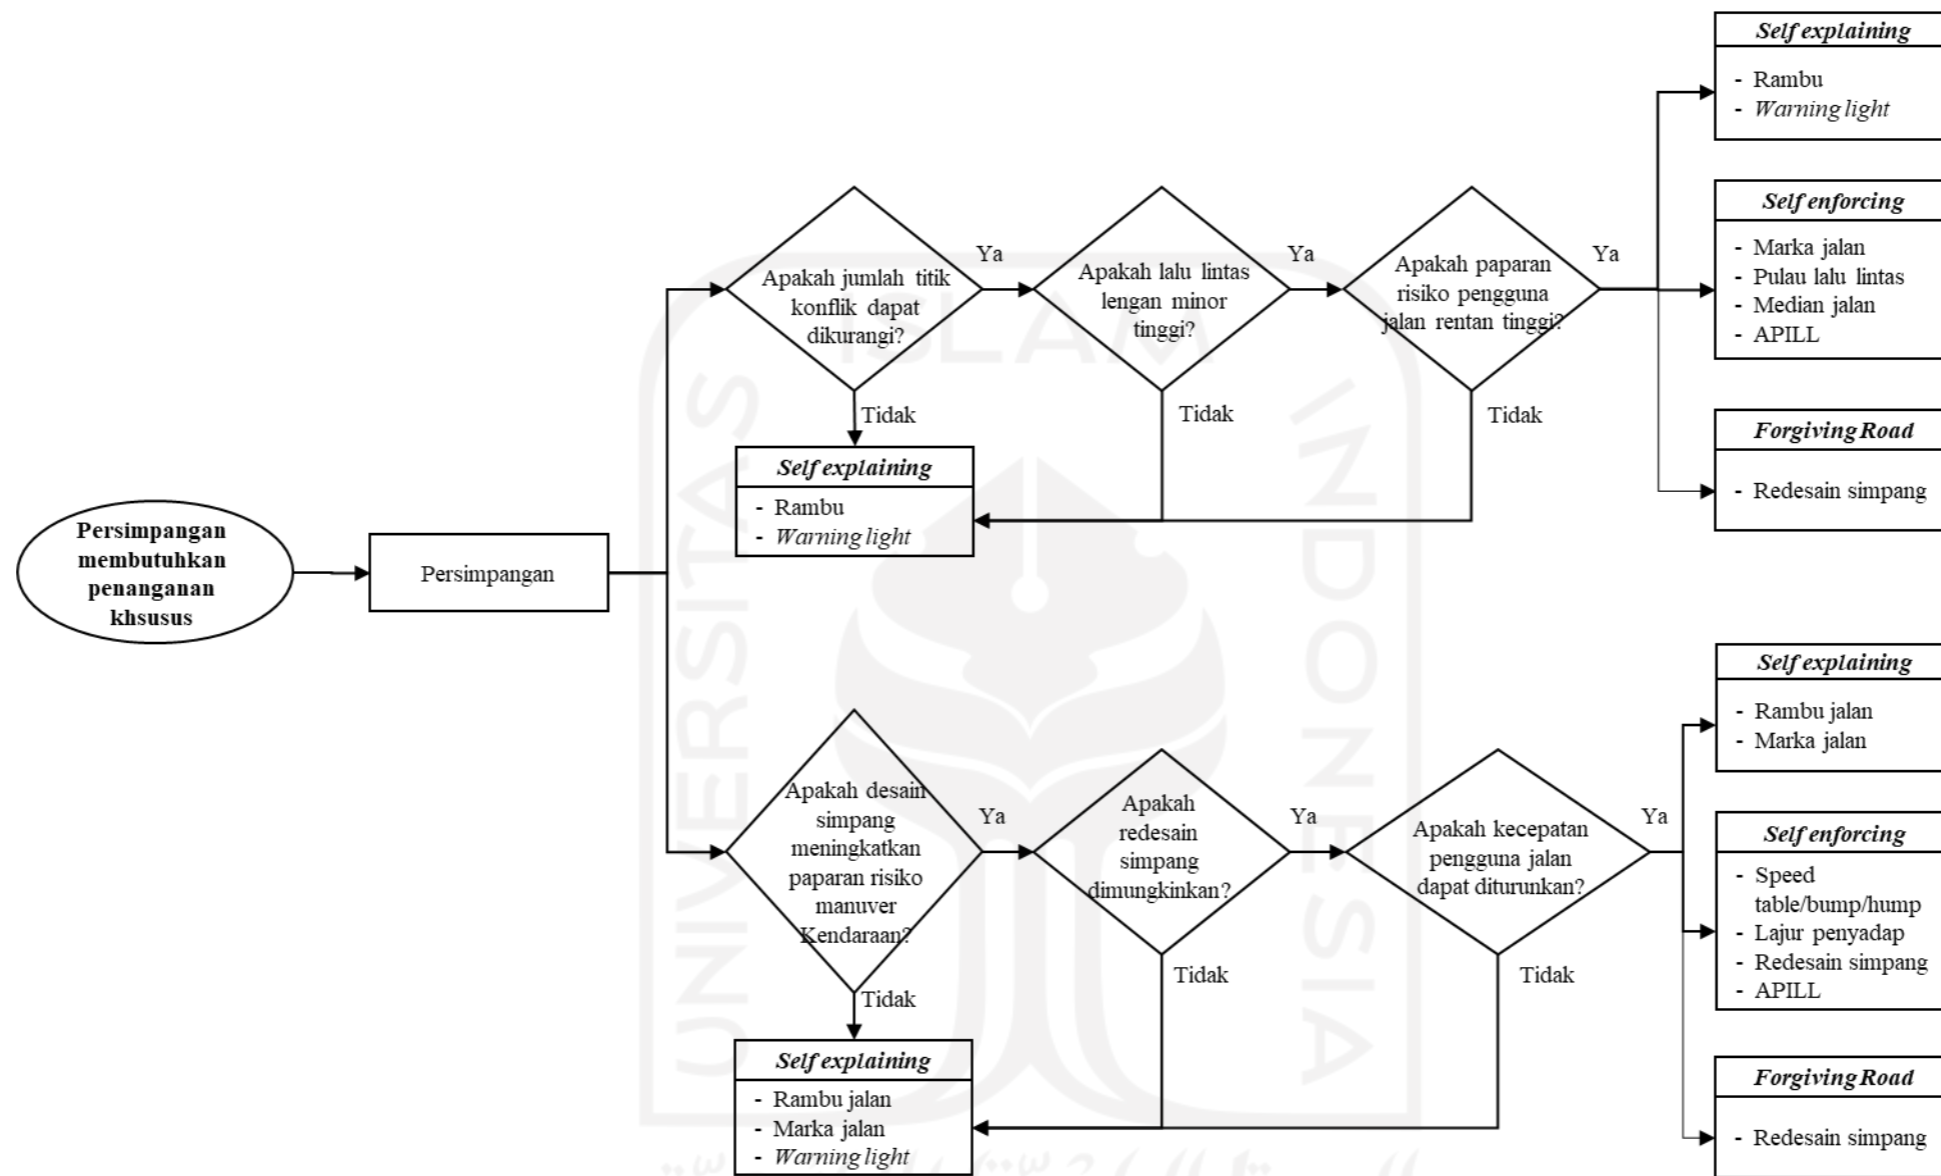 Persimpangan
membutuhkan
penanganan
khsusus
Persimpangan
Apakah jumlah titik
konflik dapat
dikurangi?
Ya
Tidak
Apakah lalu lintas
lengan minor
tinggi?
Ya
Tidak
Apakah paparan
risiko pengguna
jalan rentan tinggi?
Ya
Tidak
Self explaining
- Rambu
- Warning light
Self explaining
- Rambu
- Warning light
Self enforcing
- Marka jalan
- Pulau lalu lintas
- Median jalan
- APILL
Forgiving Road
- Redesain simpang
Apakah desain
simpang
meningkatkan
paparan risiko
manuver
Kendaraan?
Ya
Tidak
Apakah
redesain
simpang
dimungkinkan?
Ya
Tidak
Apakah kecepatan
pengguna jalan
dapat diturunkan?
Ya
Tidak
Self explaining
- Rambu jalan
- Marka jalan
- Warning light
Self explaining
- Rambu jalan
- Marka jalan
Self enforcing
- Speed
table/bump/hump
- Lajur penyadap
- Redesain simpang
- APILL
Forgiving Road
- Redesain simpang
UNIVERSITAS
ISLAM
INDONESIA